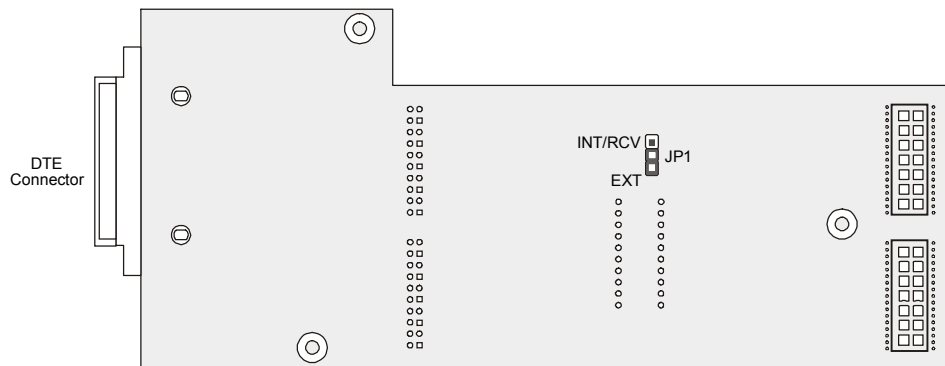 INT/RCV
JP1
EXT
DTE
Connector